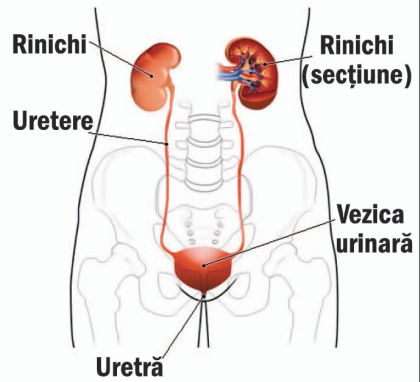 Rinichi
Rinichi
(secțiune)
Uretere
Vezica
urinară
Uretră